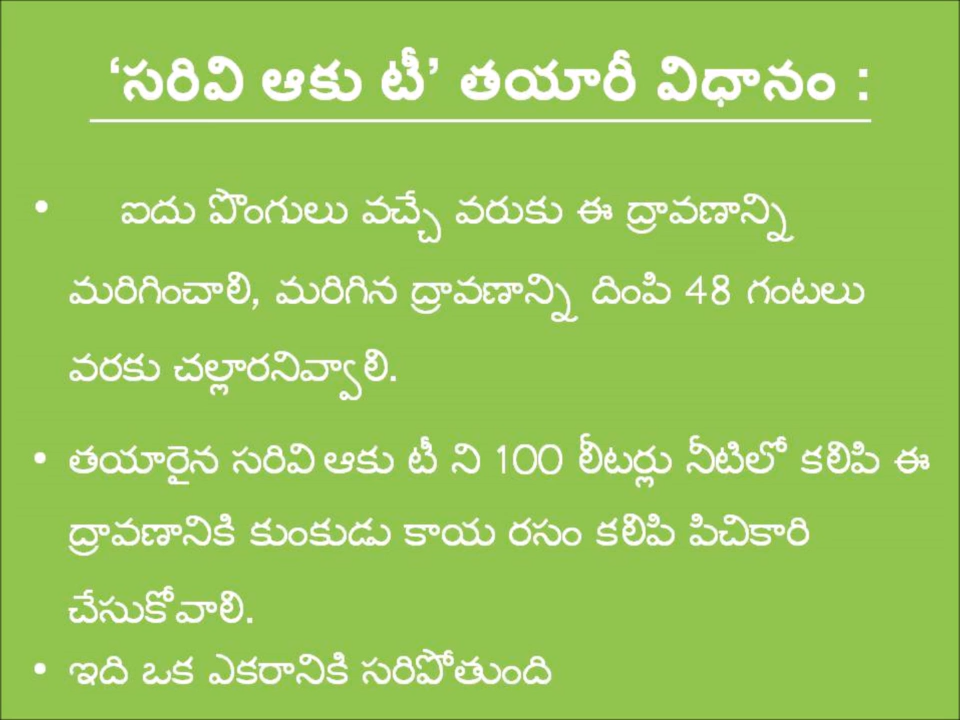 ‘సరివి ఆకు టీ’ తయారీ విధానం :
• ఐదు పొంగులు వచ్చే వరుకు ఈ ద్రావణాన్ని
మరిగించాలి, మరిగిన ద్రావణాన్ని దింపి 48 గంటలు
వరకు చల్లారనివ్వాలి.
• తయారైన సరివి ఆకు టీ ని 100 లీటర్లు నీటిలో కలిపి ఈ
ద్రావణానికి కుంకుడు కాయ రసం కలిపి పిచికారి
చేసుకోవాలి.
• ఇది ఒక ఎకరానికి సరిపోతుంది